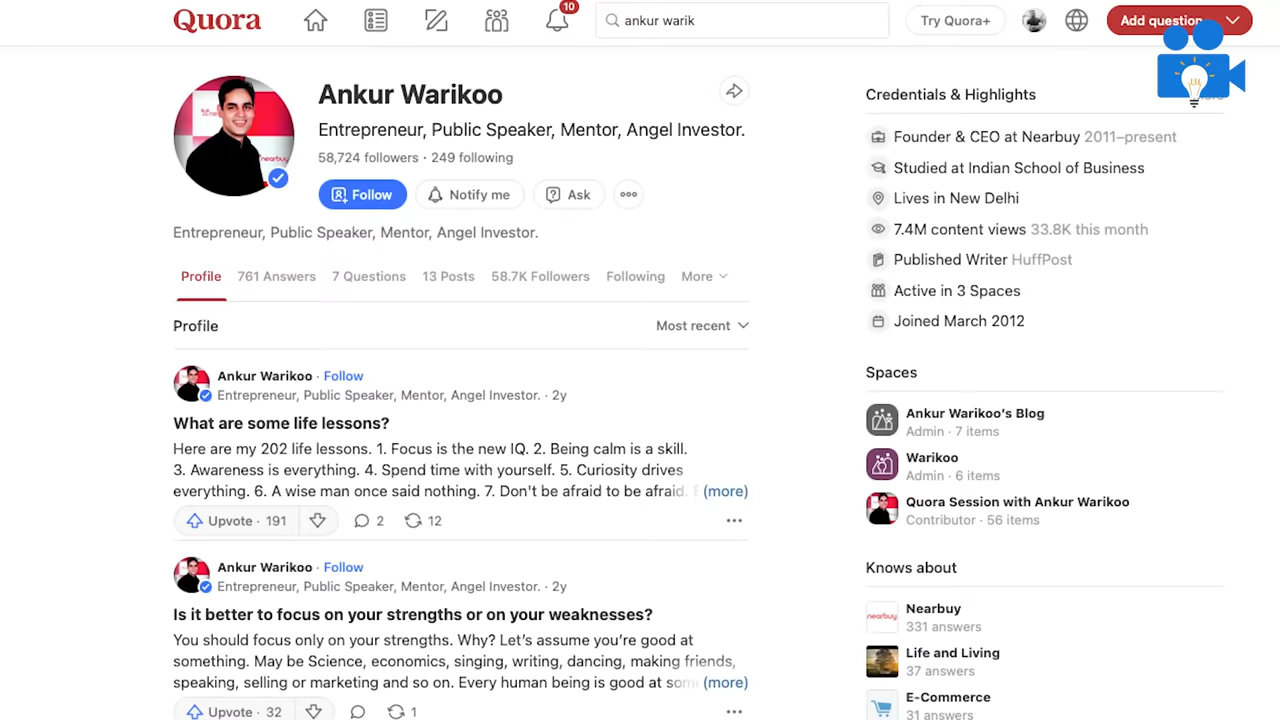 Quora
10
ankur warik
Try Quora+
Add question
Ankur Warikoo
Entrepreneur, Public Speaker, Mentor, Angel Investor.
58,724 followers · 249 following
Follow
Notify me
Ask
Entrepreneur, Public Speaker, Mentor, Angel Investor.
Profile
761 Answers
7 Questions
13 Posts
58.7K Followers
Following
More
Profile
Most recent
Ankur Warikoo · Follow
Entrepreneur, Public Speaker, Mentor, Angel Investor. · 2y
What are some life lessons?
Here are my 202 life lessons. 1. Focus is the new IQ. 2. Being calm is a skill.
3. Awareness is everything. 4. Spend time with yourself. 5. Curiosity drives
everything. 6. A wise man once said nothing. 7. Don't be afraid to be afraid. (more)
Upvote · 191
2
12
Ankur Warikoo · Follow
Entrepreneur, Public Speaker, Mentor, Angel Investor. · 2y
Is it better to focus on your strengths or on your weaknesses?
You should focus only on your strengths. Why? Let's assume you're good at
something. May be Science, economics, singing, writing, dancing, making friends,
speaking, selling or marketing and so on. Every human being is good at some (more)
Upvote · 32
1
Credentials & Highlights
Founder & CEO at Nearbuy 2011–present
Studied at Indian School of Business
Lives in New Delhi
7.4M content views 33.8K this month
Published Writer HuffPost
Active in 3 Spaces
Joined March 2012
Spaces
Ankur Warikoo's Blog
Admin · 7 items
Warikoo
Admin · 6 items
Quora Session with Ankur Warikoo
Contributor · 56 items
Knows about
nearbuy
Nearbuy
331 answers
Life and Living
37 answers
E-Commerce
31 answers